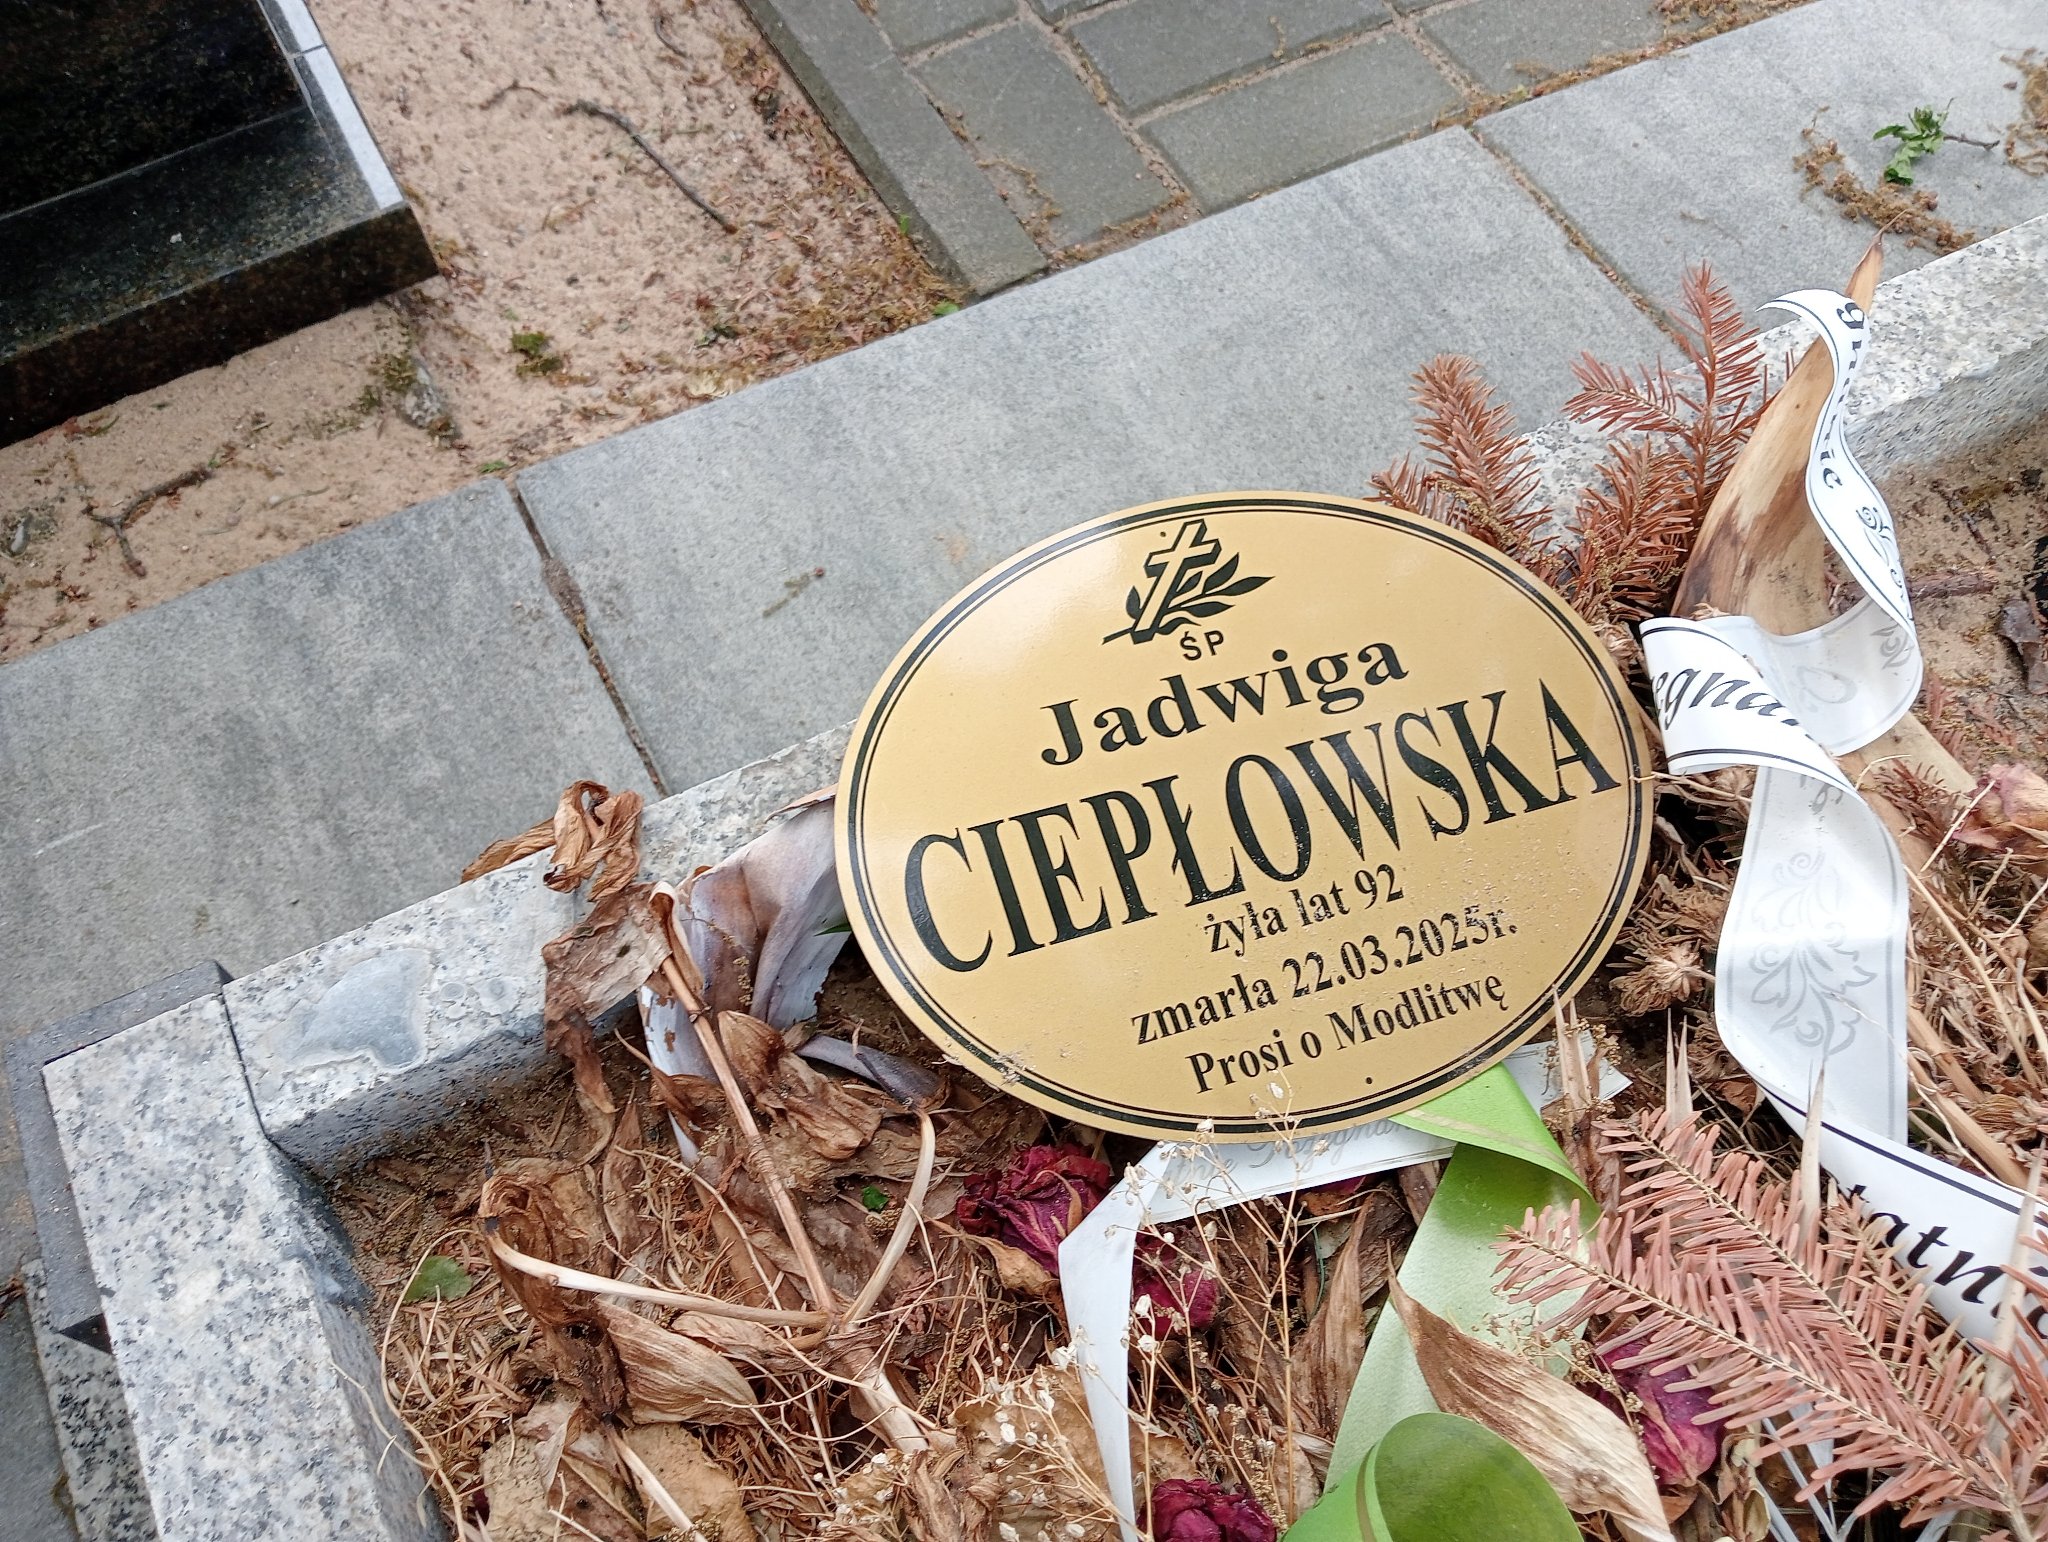 ŚP
Jadwiga
CIEPŁOWSKA
żyła lat 92
zmarła 22.03.2025r.
Prosi o Modlitwę